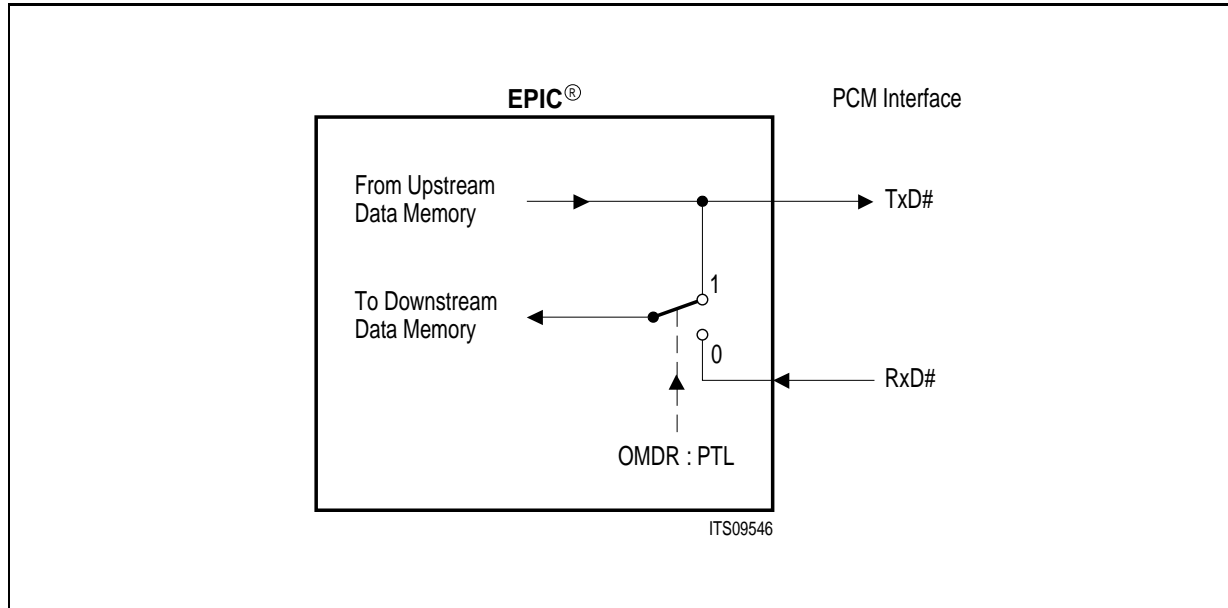 EPIC®
PCM Interface
From Upstream
Data Memory
TxD#
1
To Downstream
Data Memory
0
RxD#
OMDR : PTL
ITS09546